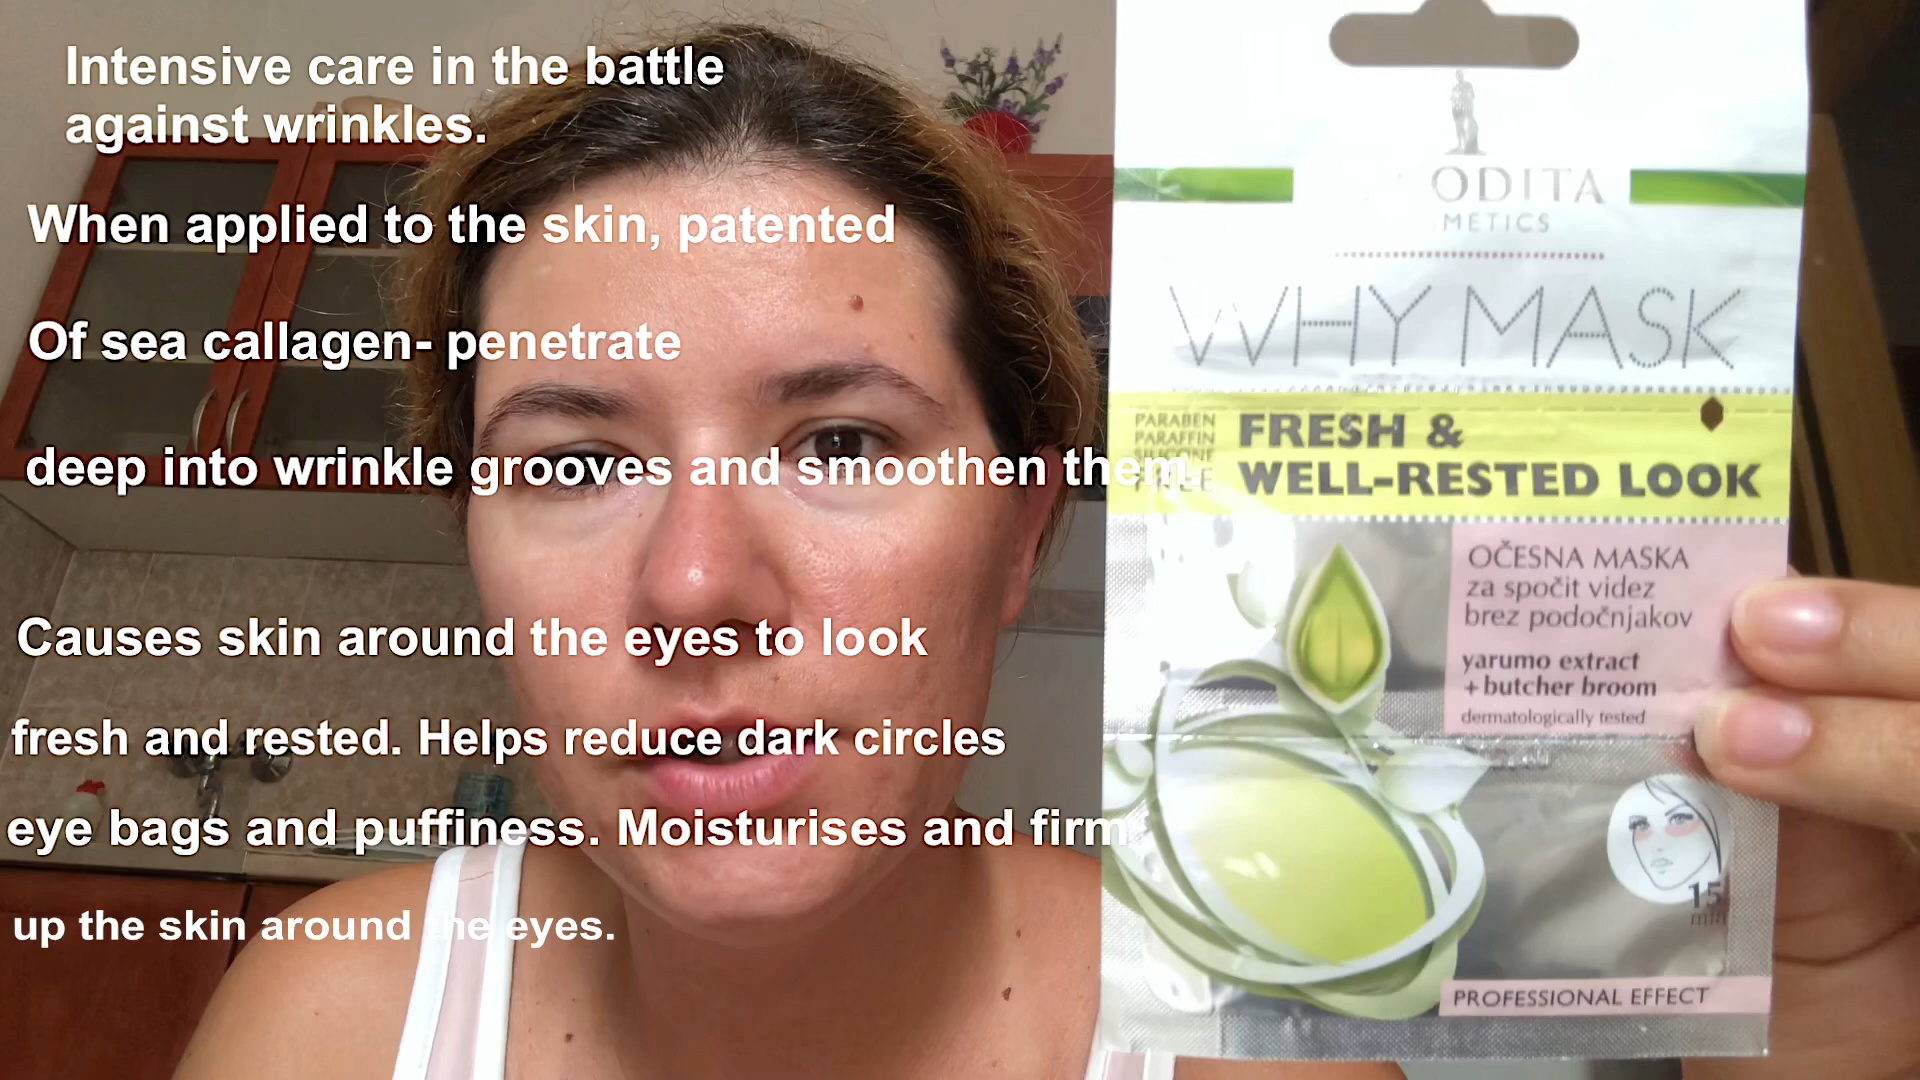 Intensive care in the battle
against wrinkles.
When applied to the skin, patented
Of sea callagen- penetrate
deep into wrinkle grooves and smoothen them.
Causes skin around the eyes to look
fresh and rested. Helps reduce dark circles
eye bags and puffiness. Moisturises and firm
up the skin around the eyes.
ODITA
METICS
WHY MASK
PARABEN
PARAFFIN
SILICONE
FREE
FRESH &
WELL-RESTED LOOK
OČESNA MASKA
za spočit videz
brez podočnjakov
yarumo extract
+ butcher broom
dermatologically tested
15
min
PROFESSIONAL EFFECT